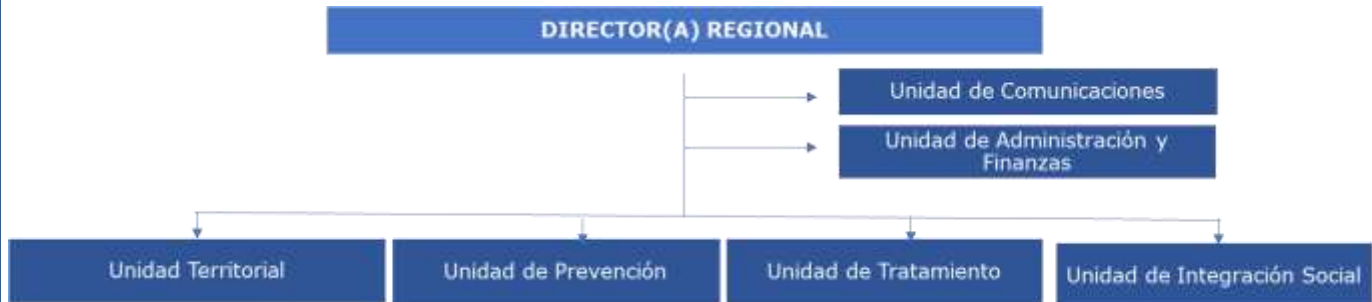 DIRECTOR(A) REGIONAL
Unidad de Comunicaciones
Unidad de Administración y
Finanzas
Unidad Territorial
Unidad de Prevención
Unidad de Tratamiento
Unidad de Integración Social